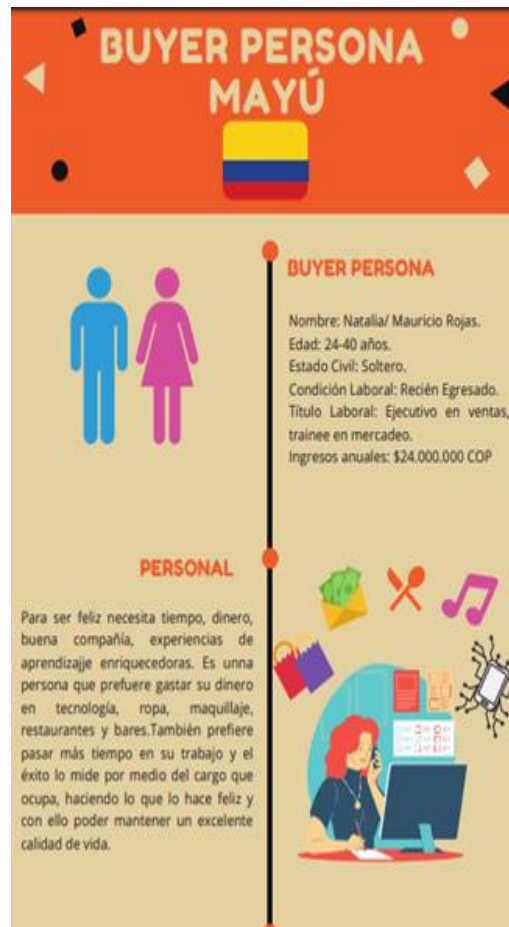 BUYER PERSONA
MAYÚ
BUYER PERSONA
Nombre: Natalia/ Mauricio Rojas.
Edad: 24-40 años.
Estado Civil: Soltero.
Condición Laboral: Recién Egresado.
Título Laboral: Ejecutivo en ventas,
trainee en mercadeo.
Ingresos anuales: $24.000.000 COP
PERSONAL
Para ser feliz necesita tiempo, dinero,
buena compañía, experiencias de
aprendizajje enriquecedoras. Es unna
persona que prefuere gastar su dinero
en tecnología, ropa, maquillaje,
restaurantes y bares.También prefiere
pasar más tiempo en su trabajo y el
éxito lo mide por medio del cargo que
ocupa, haciendo lo que lo hace feliz y
con ello poder mantener un excelente
calidad de vida.